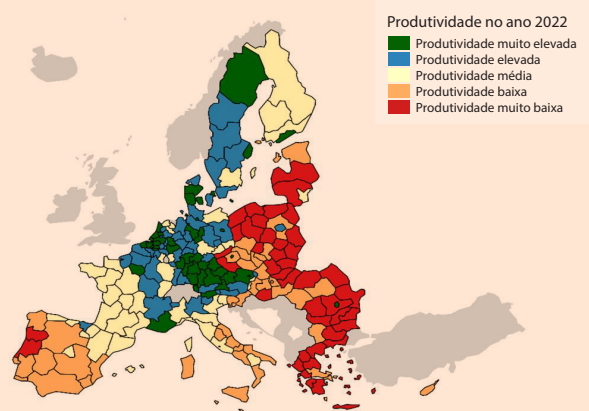 Produtividade no ano 2022
Produtividade muito elevada
Produtividade elevada
Produtividade média
Produtividade baixa
Produtividade muito baixa